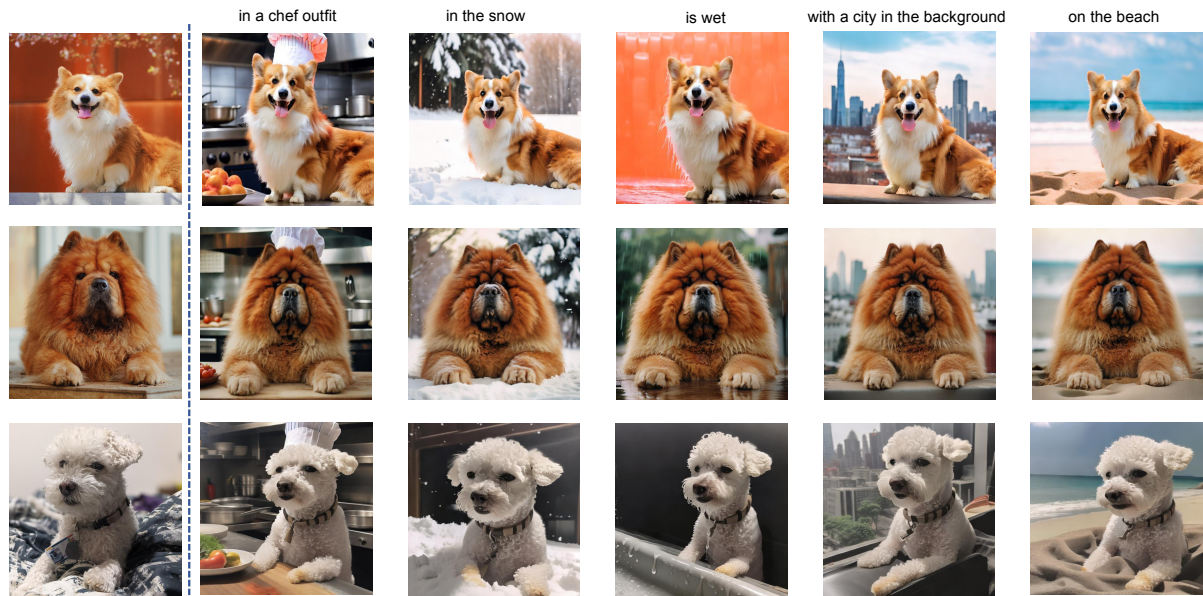 in a chef outfit
in the snow
is wet
with a city in the background
on the beach